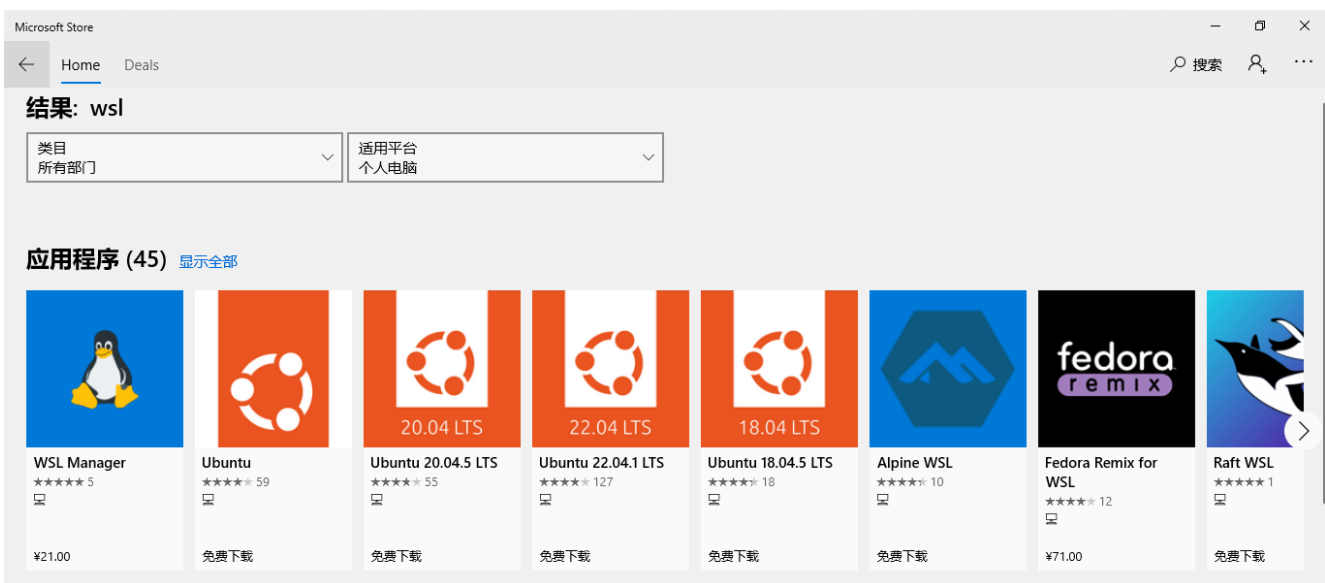 Microsoft Store
Home Deals 搜索
结果: wsl
类目
所有部门
适用平台
个人电脑
应用程序 (45) 显示全部
20.04 LTS
22.04 LTS
18.04 LTS
fedora
remix
WSL Manager
5
¥21.00
Ubuntu
59
免费下载
Ubuntu 20.04.5 LTS
55
免费下载
Ubuntu 22.04.1 LTS
127
免费下载
Ubuntu 18.04.5 LTS
18
免费下载
Alpine WSL
10
免费下载
Fedora Remix for
WSL
12
¥71.00
Raft WSL
1
免费下载